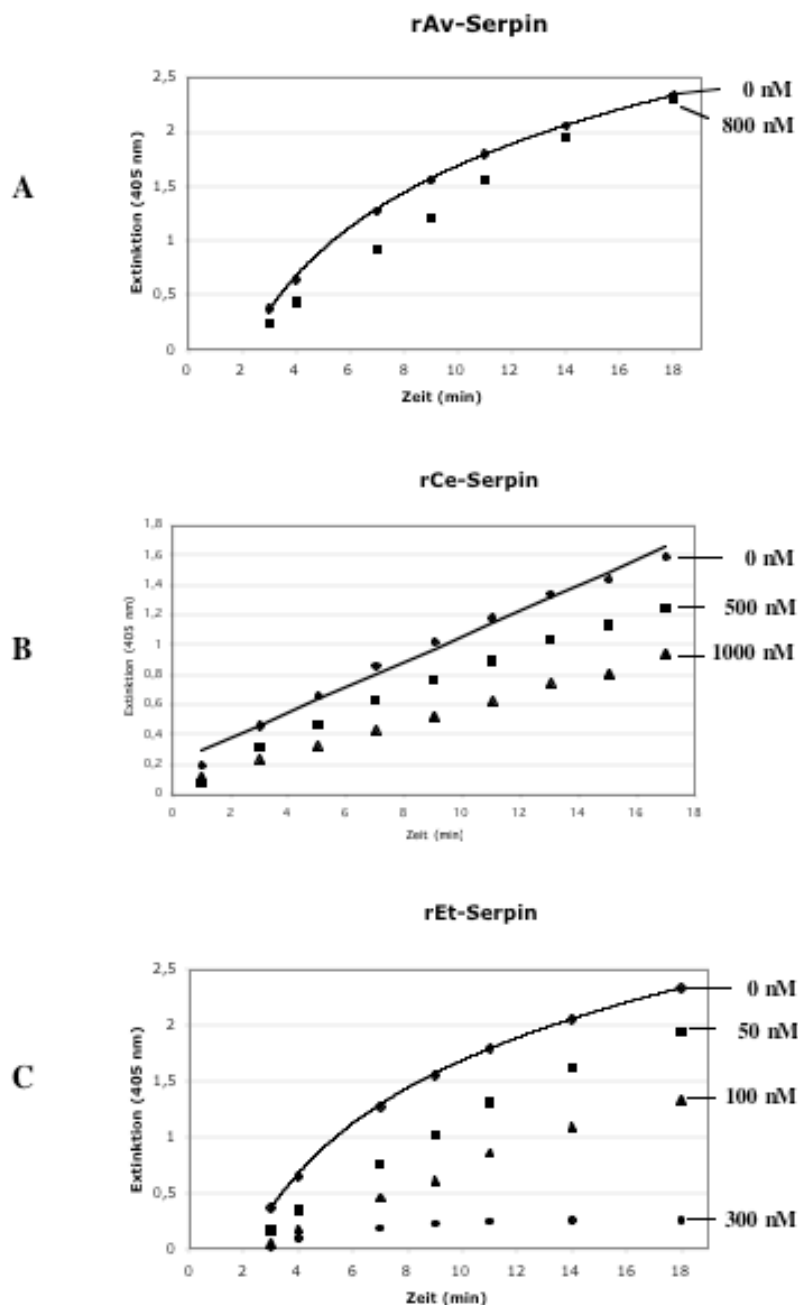 rAv-Serpin
A
Extinktion (405 nm)
2,5
2
1,5
1
0,5
0
0 2 4 6 8 10 12 14 16 18
Zeit (min)
0 nM
800 nM
rCe-Serpin
B
Extinktion (405 nm)
1,8
1,6
1,4
1,2
1
0,8
0,6
0,4
0,2
0
0 2 4 6 8 10 12 14 16 18
Zeit (min)
0 nM
500 nM
1000 nM
rEt-Serpin
C
Extinktion (405 nm)
2,5
2
1,5
1
0,5
0
0 2 4 6 8 10 12 14 16 18
Zeit (min)
0 nM
50 nM
100 nM
300 nM